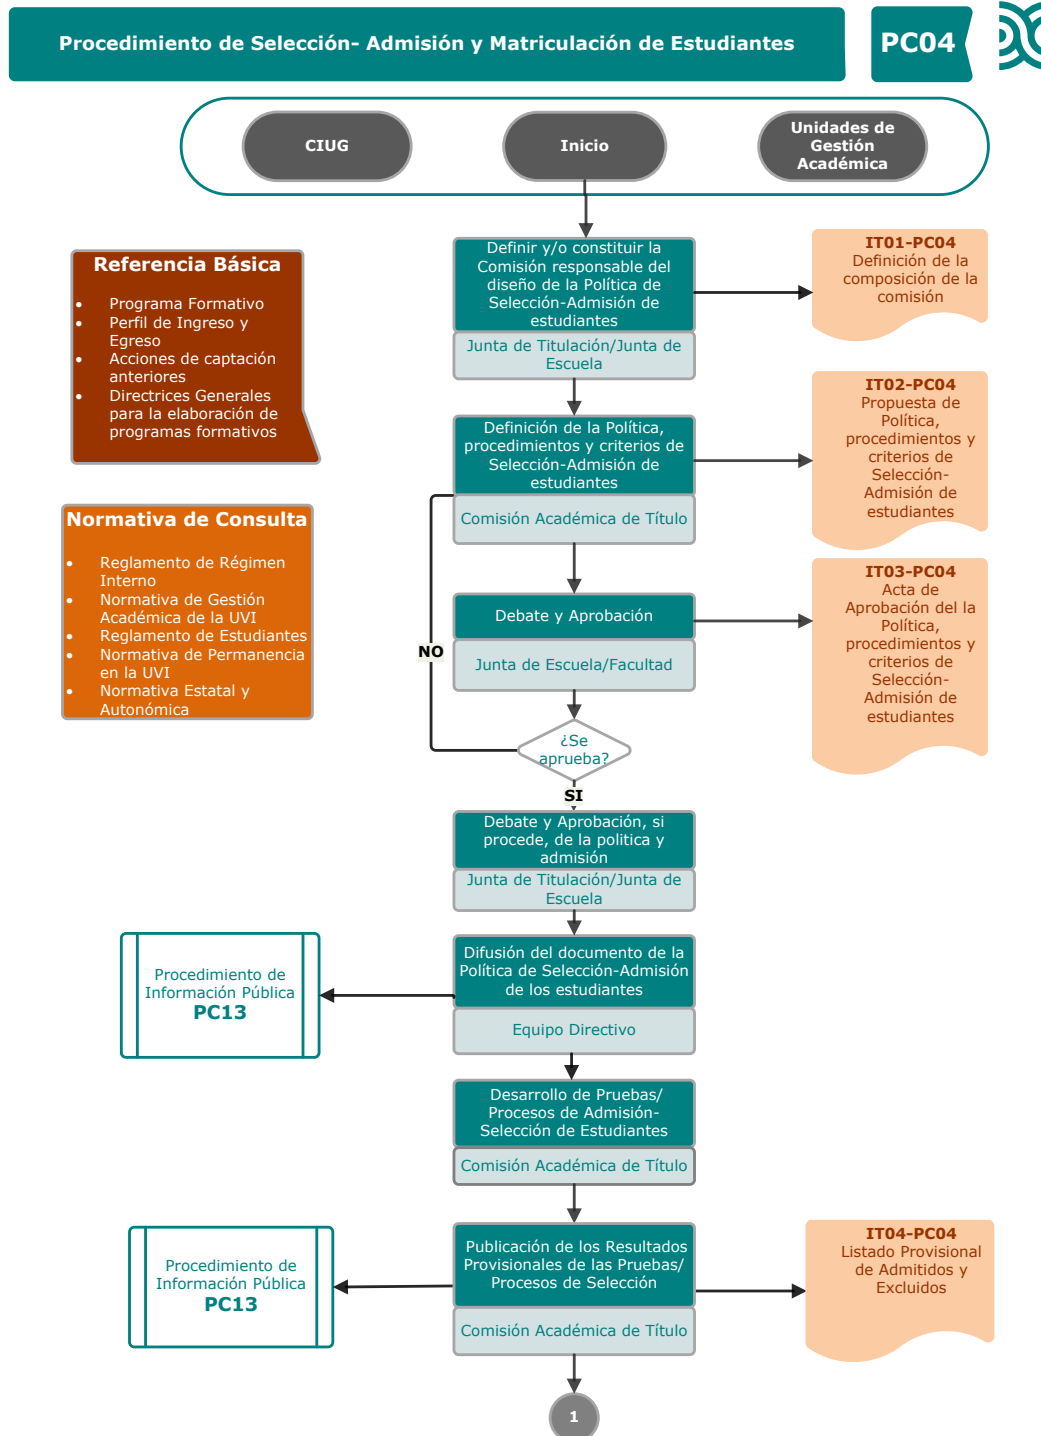 Procedimiento de Selección- Admisión y Matriculación de Estudiantes
PC04
CIUG
Inicio
Unidades de
Gestión
Académica
Definir y/o constituir la
Comisión responsable del
diseño de la Política de
Selección-Admisión de
estudiantes
Junta de Titulación/Junta de
Escuela
IT01-PC04
Definición de la
composición de la
comisión
Referencia Básica
• Programa Formativo
• Perfil de Ingreso y
Egreso
• Acciones de captación
anteriores
• Directrices Generales
para la elaboración de
programas formativos
Definición de la Política,
procedimientos y criterios de
Selección-Admisión de
estudiantes
Comisión Académica de Título
IT02-PC04
Propuesta de
Política,
procedimientos y
criterios de
Selección-
Admisión de
estudiantes
Normativa de Consulta
• Reglamento de Régimen
Interno
• Normativa de Gestión
Académica de la UVI
• Reglamento de Estudiantes
• Normativa de Permanencia
en la UVI
• Normativa Estatal y
Autonómica
Debate y Aprobación
Junta de Escuela/Facultad
IT03-PC04
Acta de
Aprobación del la
Política,
procedimientos y
criterios de
Selección-
Admisión de
estudiantes
NO
¿Se
aprueba?
SI
Debate y Aprobación, si
procede, de la politica y
admisión
Junta de Titulación/Junta de
Escuela
Difusión del documento de la
Política de Selección-Admisión
de los estudiantes
Equipo Directivo
Procedimiento de
Información Pública
PC13
Desarrollo de Pruebas/
Procesos de Admisión-
Selección de Estudiantes
Comisión Académica de Título
Publicación de los Resultados
Provisionales de las Pruebas/
Procesos de Selección
Comisión Académica de Título
Procedimiento de
Información Pública
PC13
IT04-PC04
Listado Provisional
de Admitidos y
Excluidos
1